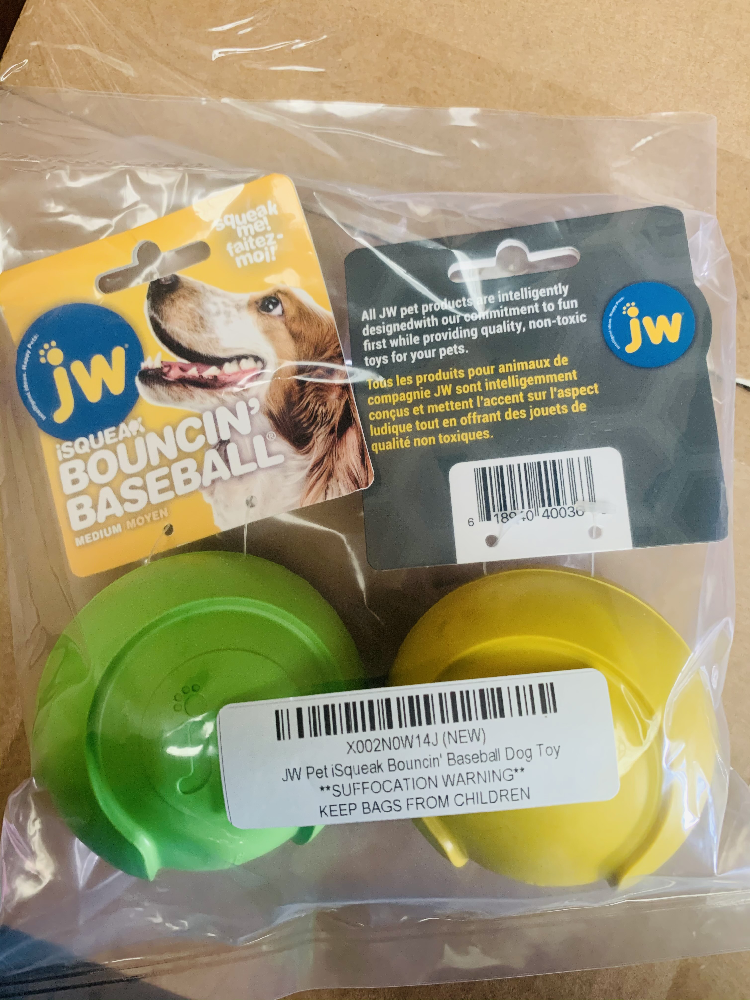 squeak
me!
faitez-
moi!
JW
iSQUEAK
BOUNCIN'
BASEBALL®
MEDIUM MOYEN
All JW pet products are intelligently
designedwith our commitment to fun
first while providing quality, non-toxic
toys for your pets.
Tous les produits pour animaux de
compagnie JW sont intelligemment
conçus et mettent l'accent sur l'aspect
ludique tout en offrant des jouets de
qualité non toxiques.
JW
6 18940 40036
X002N0W14J (NEW)
JW Pet iSqueak Bouncin' Baseball Dog Toy
**SUFFOCATION WARNING**
KEEP BAGS FROM CHILDREN